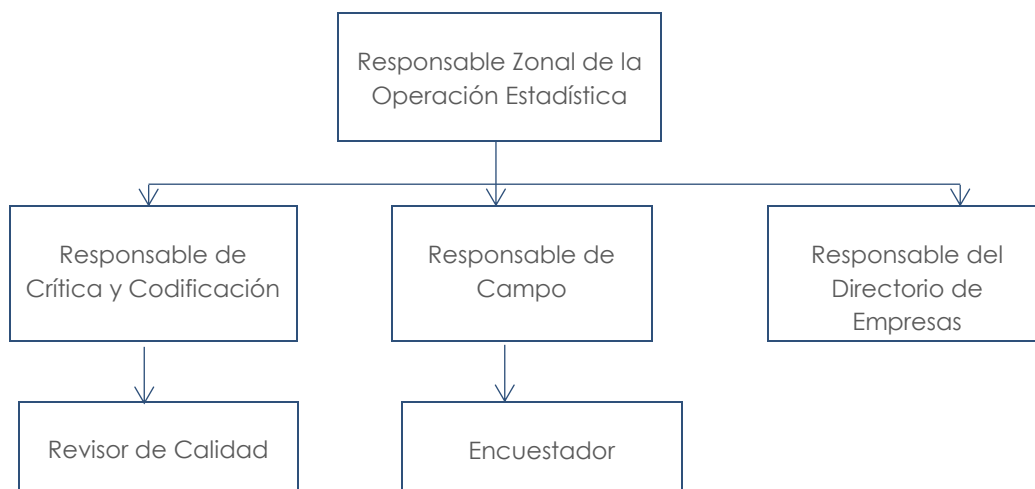 Responsable Zonal de la
Operación Estadística
Responsable de
Crítica y Codificación
Responsable de
Campo
Responsable del
Directorio de
Empresas
Revisor de Calidad
Encuestador